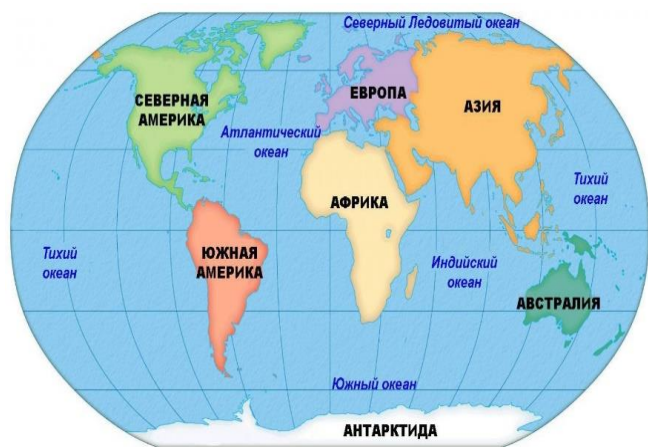 Северный Ледовитый океан
ЕВРОПА
СЕВЕРНАЯ
АМЕРИКА
АЗИЯ
Атлантический
океан
Тихий
океан
АФРИКА
ЮЖНАЯ
АМЕРИКА
Тихий
океан
Индийский
океан
АВСТРАЛИЯ
Южный океан
АНТАРКТИДА